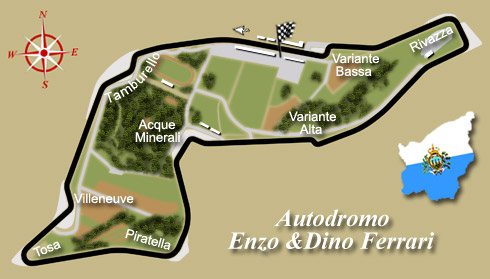 N
W
E
S
Tamburello
Variante
Bassa
Rivazza
Acque
Minerali
Variante
Alta
Villeneuve
Tosa
Piratella
Autodromo
Enzo &Dino Ferrari